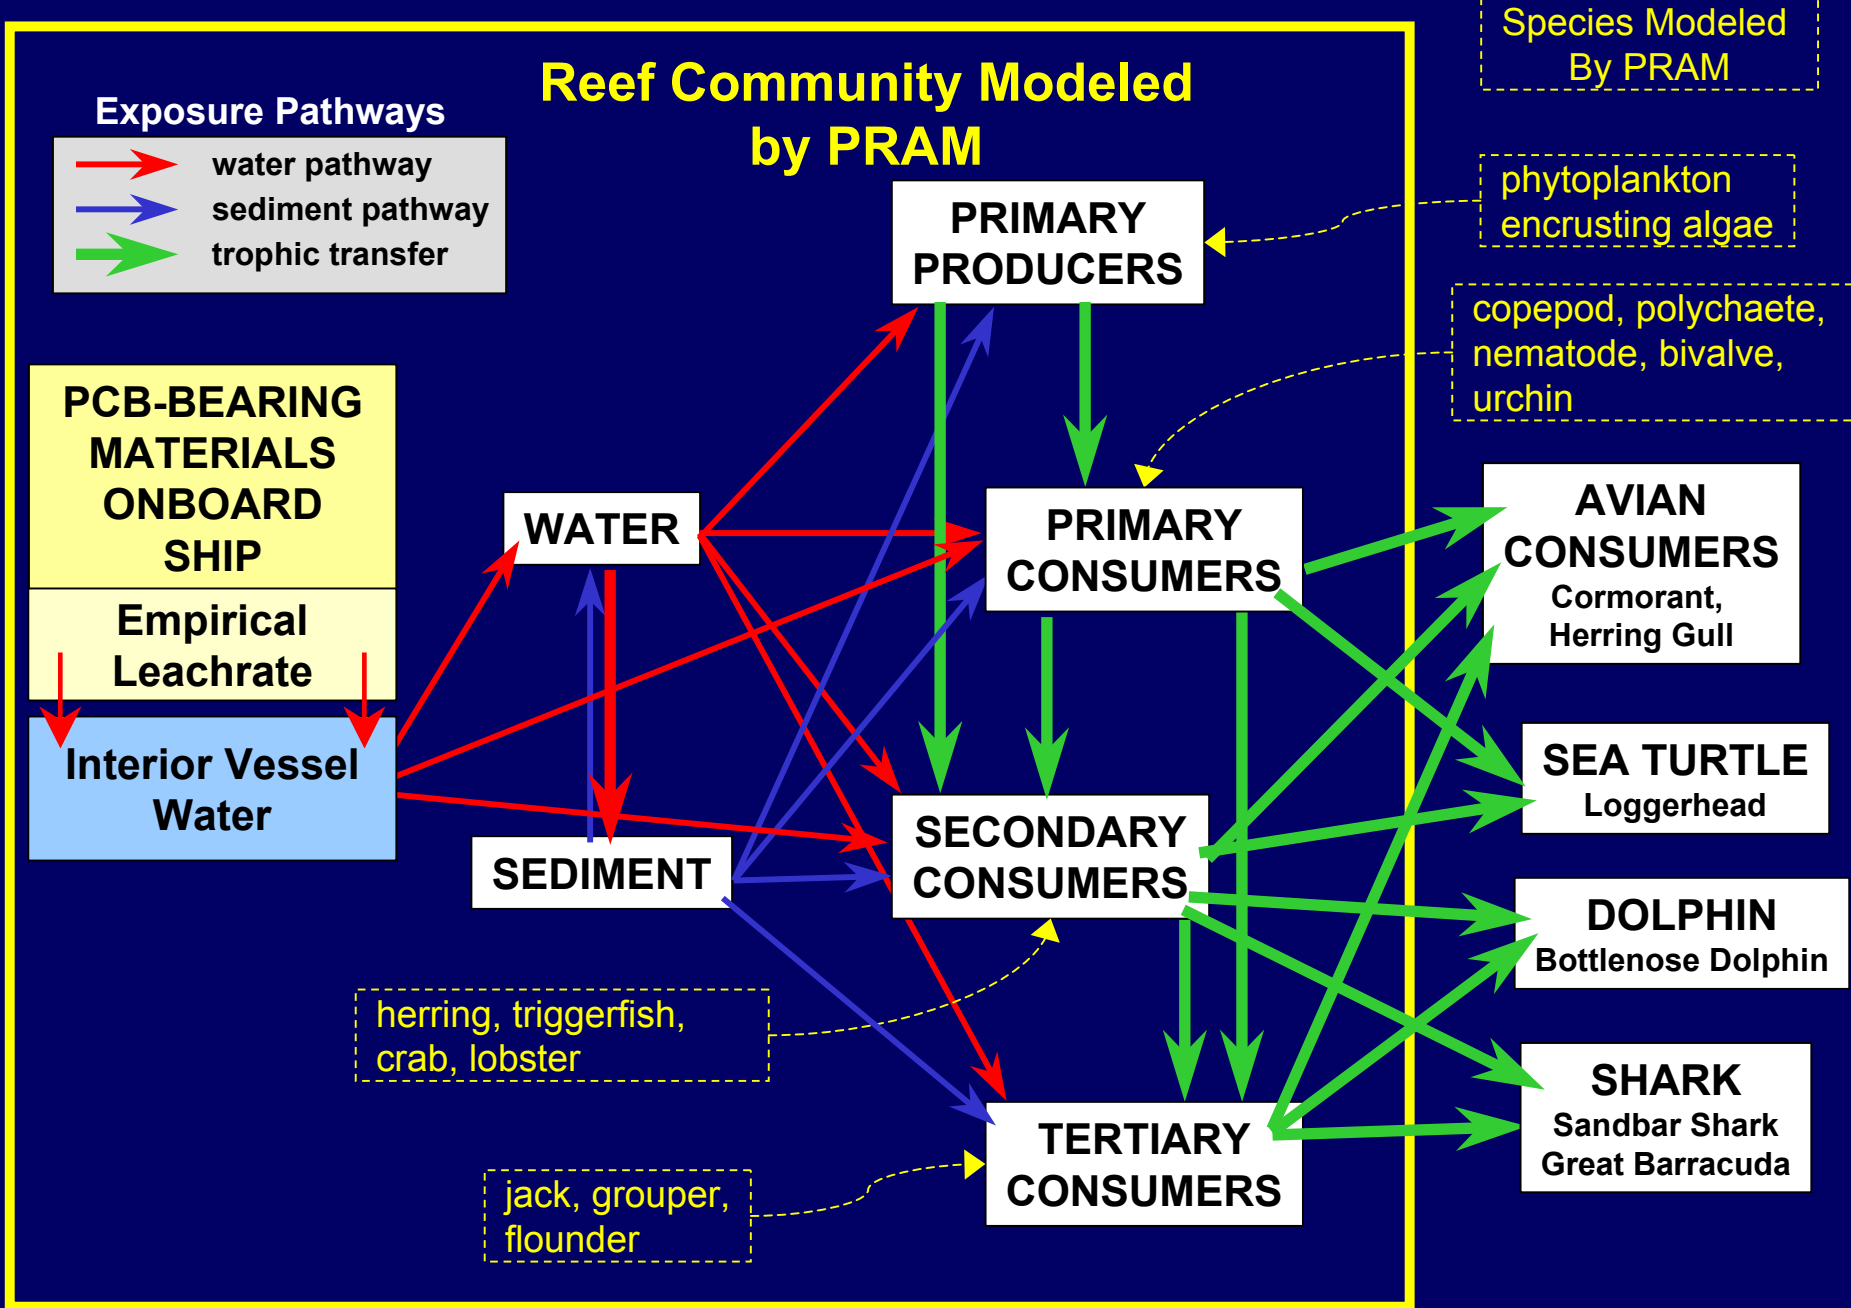 Species Modeled
By PRAM
Reef Community Modeled
by PRAM
Exposure Pathways
water pathway
sediment pathway
trophic transfer
PRIMARY
PRODUCERS
phytoplankton
encrusting algae
copepod, polychaete,
nematode, bivalve,
urchin
PCB-BEARING
MATERIALS
ONBOARD
SHIP
Empirical
Leachrate
Interior Vessel
Water
WATER
SEDIMENT
PRIMARY
CONSUMERS
SECONDARY
CONSUMERS
TERTIARY
CONSUMERS
AVIAN
CONSUMERS
Cormorant,
Herring Gull
SEA TURTLE
Loggerhead
DOLPHIN
Bottlenose Dolphin
SHARK
Sandbar Shark
Great Barracuda
herring, triggerfish,
crab, lobster
jack, grouper,
flounder